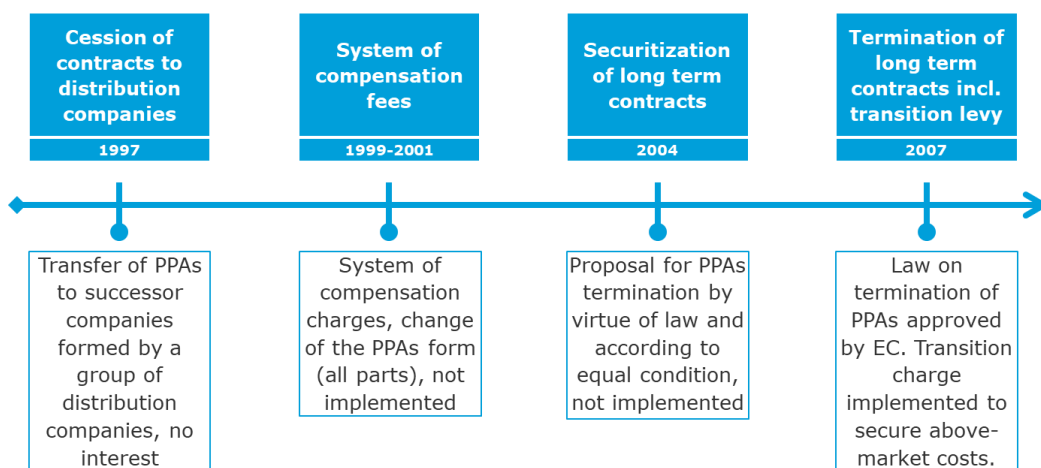 Cession of
contracts to
distribution
companies
1997
System of
compensation
fees
1999-2001
Securitization
of long term
contracts
2004
Termination of
long term
contracts incl.
transition levy
2007
Transfer of PPAs
to successor
companies
formed by a
group of
distribution
companies, no
interest
System of
compensation
charges, change
of the PPAs form
(all parts), not
implemented
Proposal for PPAs
termination by
virtue of law and
according to
equal condition,
not implemented
Law on
termination of
PPAs approved
by EC. Transition
charge
implemented to
secure above-
market costs.